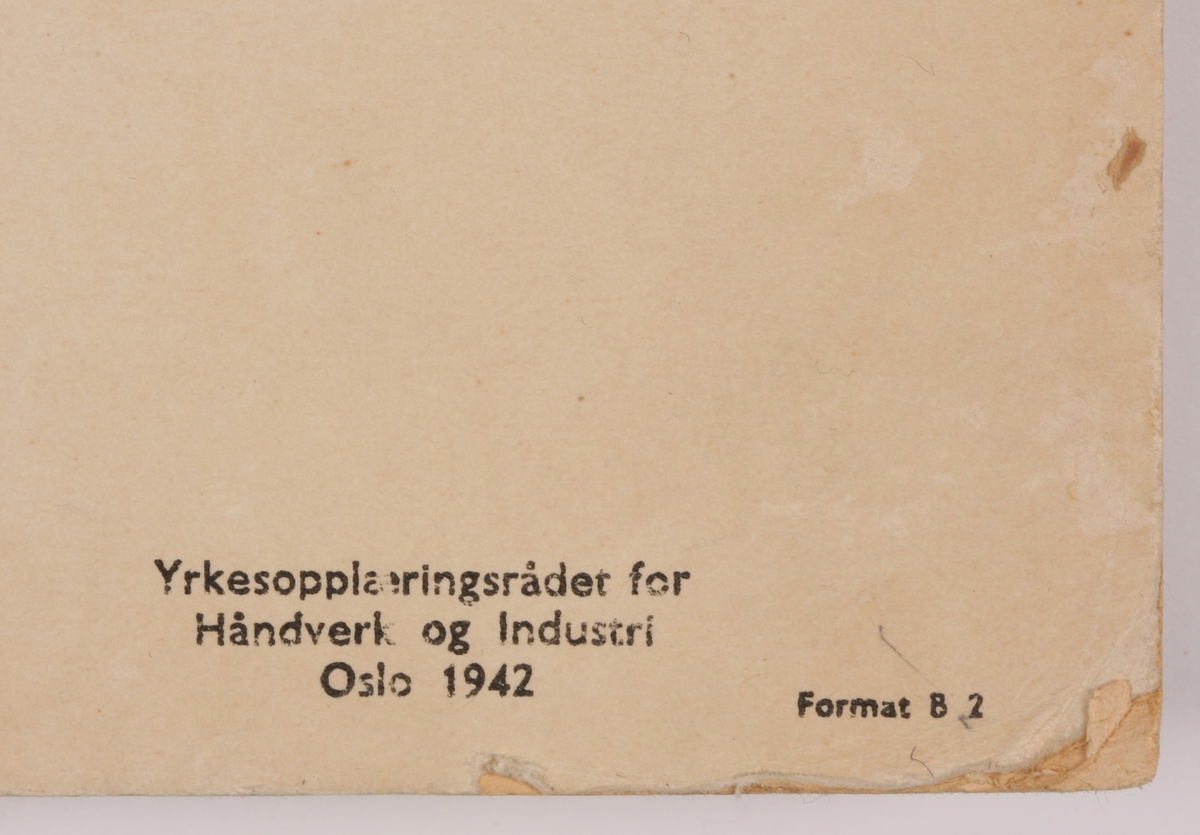 Yrkesopplæringsrådet for
Håndverk og Industri
Oslo 1942
Format B 2